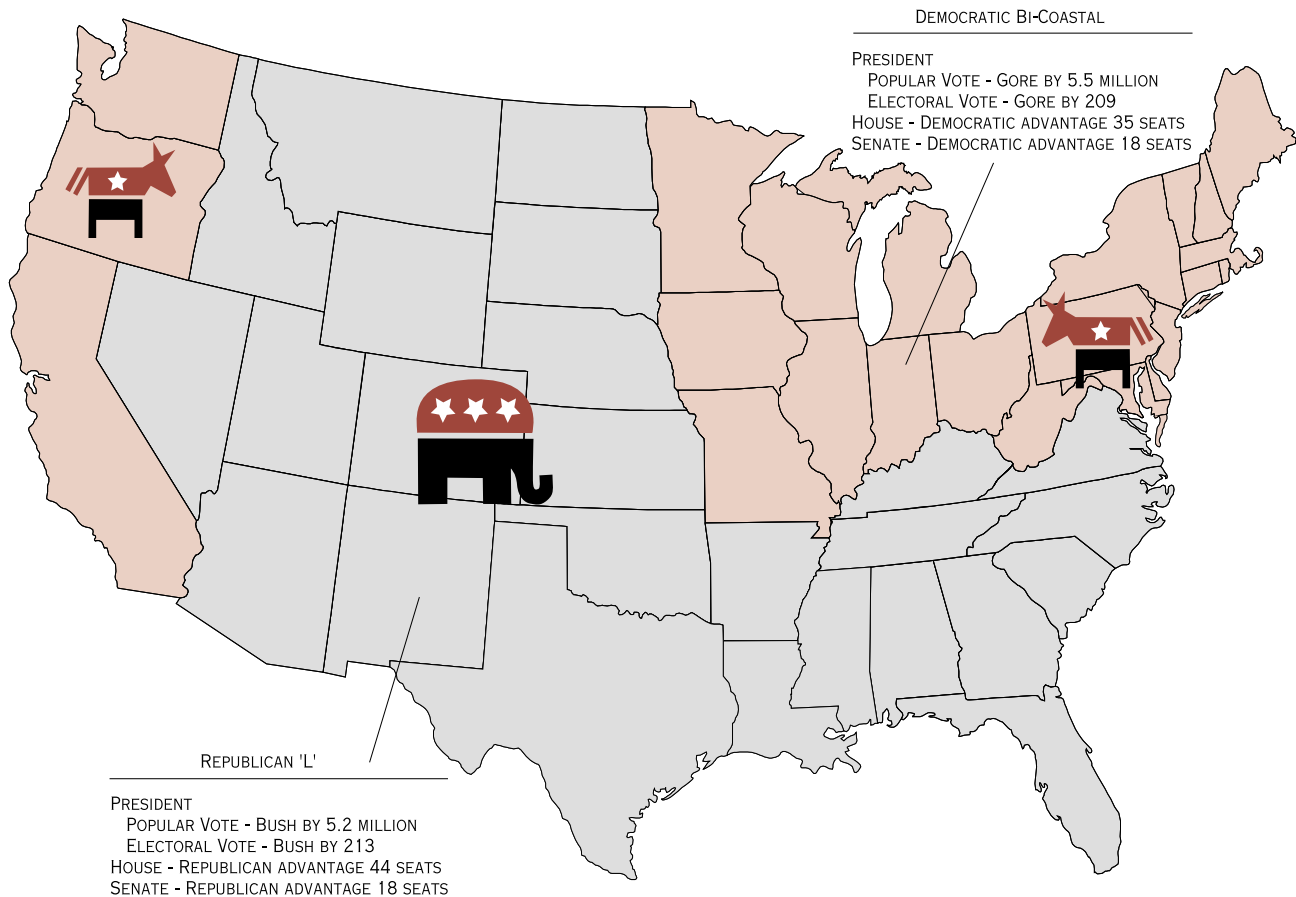 Democratic Bi-Coastal
President
Popular Vote - Gore by 5.5 million
Electoral Vote - Gore by 209
House - Democratic advantage 35 seats
Senate - Democratic advantage 18 seats
Republican 'L'
President
Popular Vote - Bush by 5.2 million
Electoral Vote - Bush by 213
House - Republican advantage 44 seats
Senate - Republican advantage 18 seats